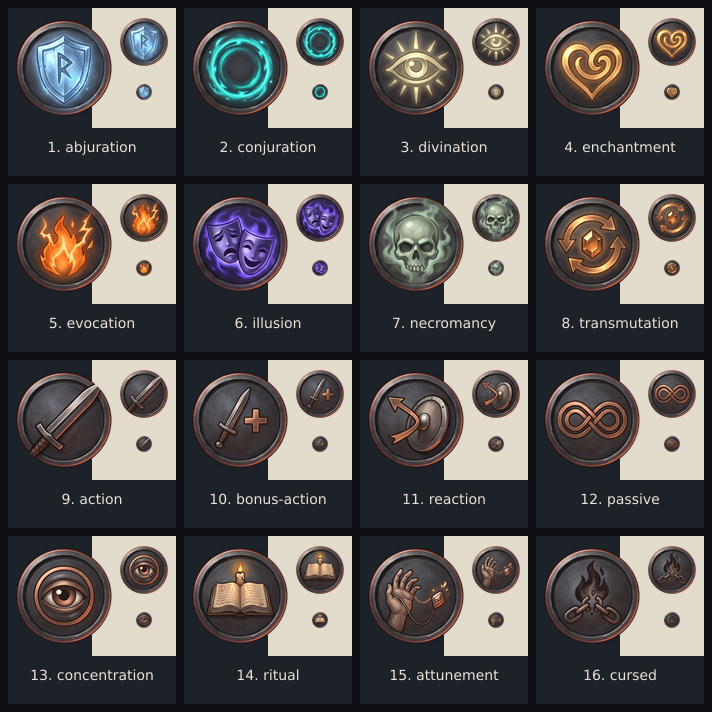 1. abjuration
2. conjuration
3. divination
4. enchantment
5. evocation
6. illusion
7. necromancy
8. transmutation
9. action
10. bonus-action
11. reaction
12. passive
13. concentration
14. ritual
15. attunement
16. cursed